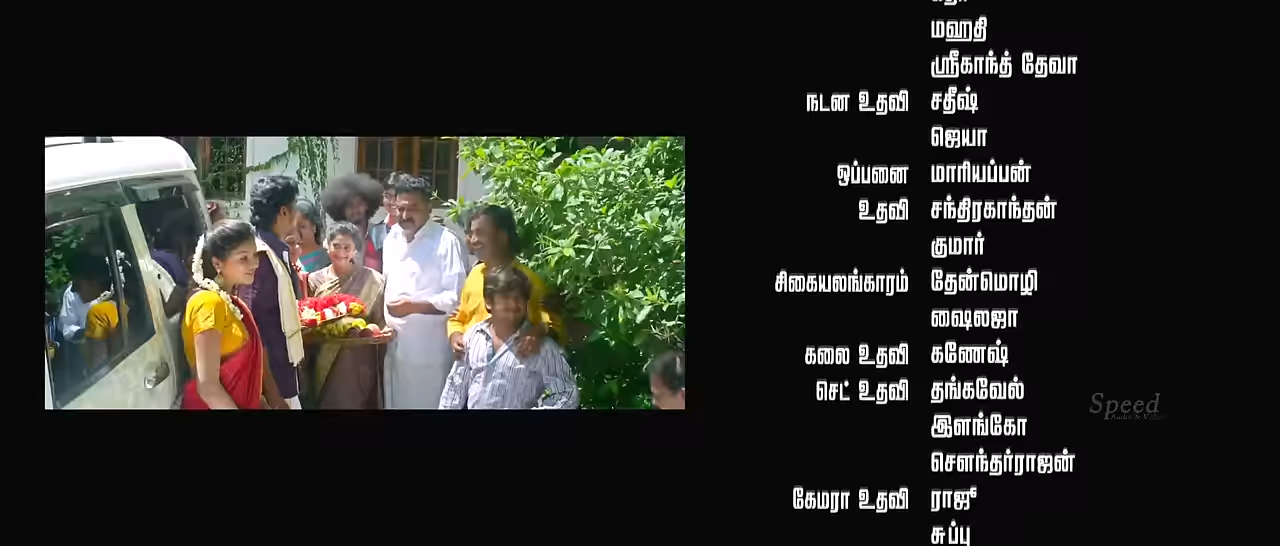 மஹதி
ஸ்ரீகாந்த் தேவா
நடன உதவி சதீஷ்
ஜெயா
ஒப்பனை மாரியப்பன்
உதவி சந்திரகாந்தன்
குமார்
சிகையலங்காரம் தேன்மொழி
ஷைலஜா
கலை உதவி கணேஷ்
செட் உதவி தங்கவேல்
Speed
இளங்கோ
சௌந்தர்ராஜன்
கேமரா உதவி ராஜூ
சுப்பு